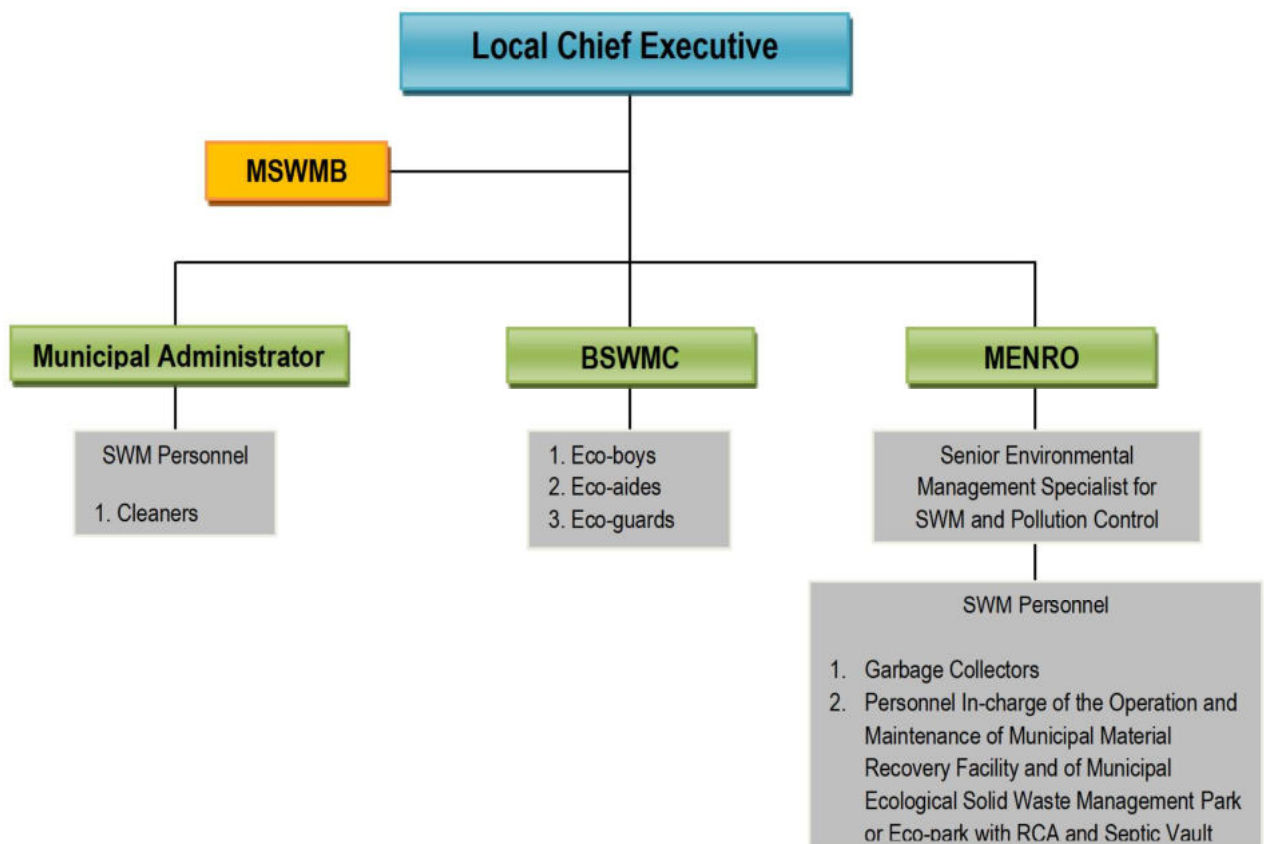 Local Chief Executive
MSWMB
Municipal Administrator
BSWMC
MENRO
SWM Personnel
1. Cleaners
1. Eco-boys
2. Eco-aides
3. Eco-guards
Senior Environmental
Management Specialist for
SWM and Pollution Control
SWM Personnel
1. Garbage Collectors
2. Personnel In-charge of the Operation and
Maintenance of Municipal Material
Recovery Facility and of Municipal
Ecological Solid Waste Management Park
or Eco-park with RCA and Septic Vault